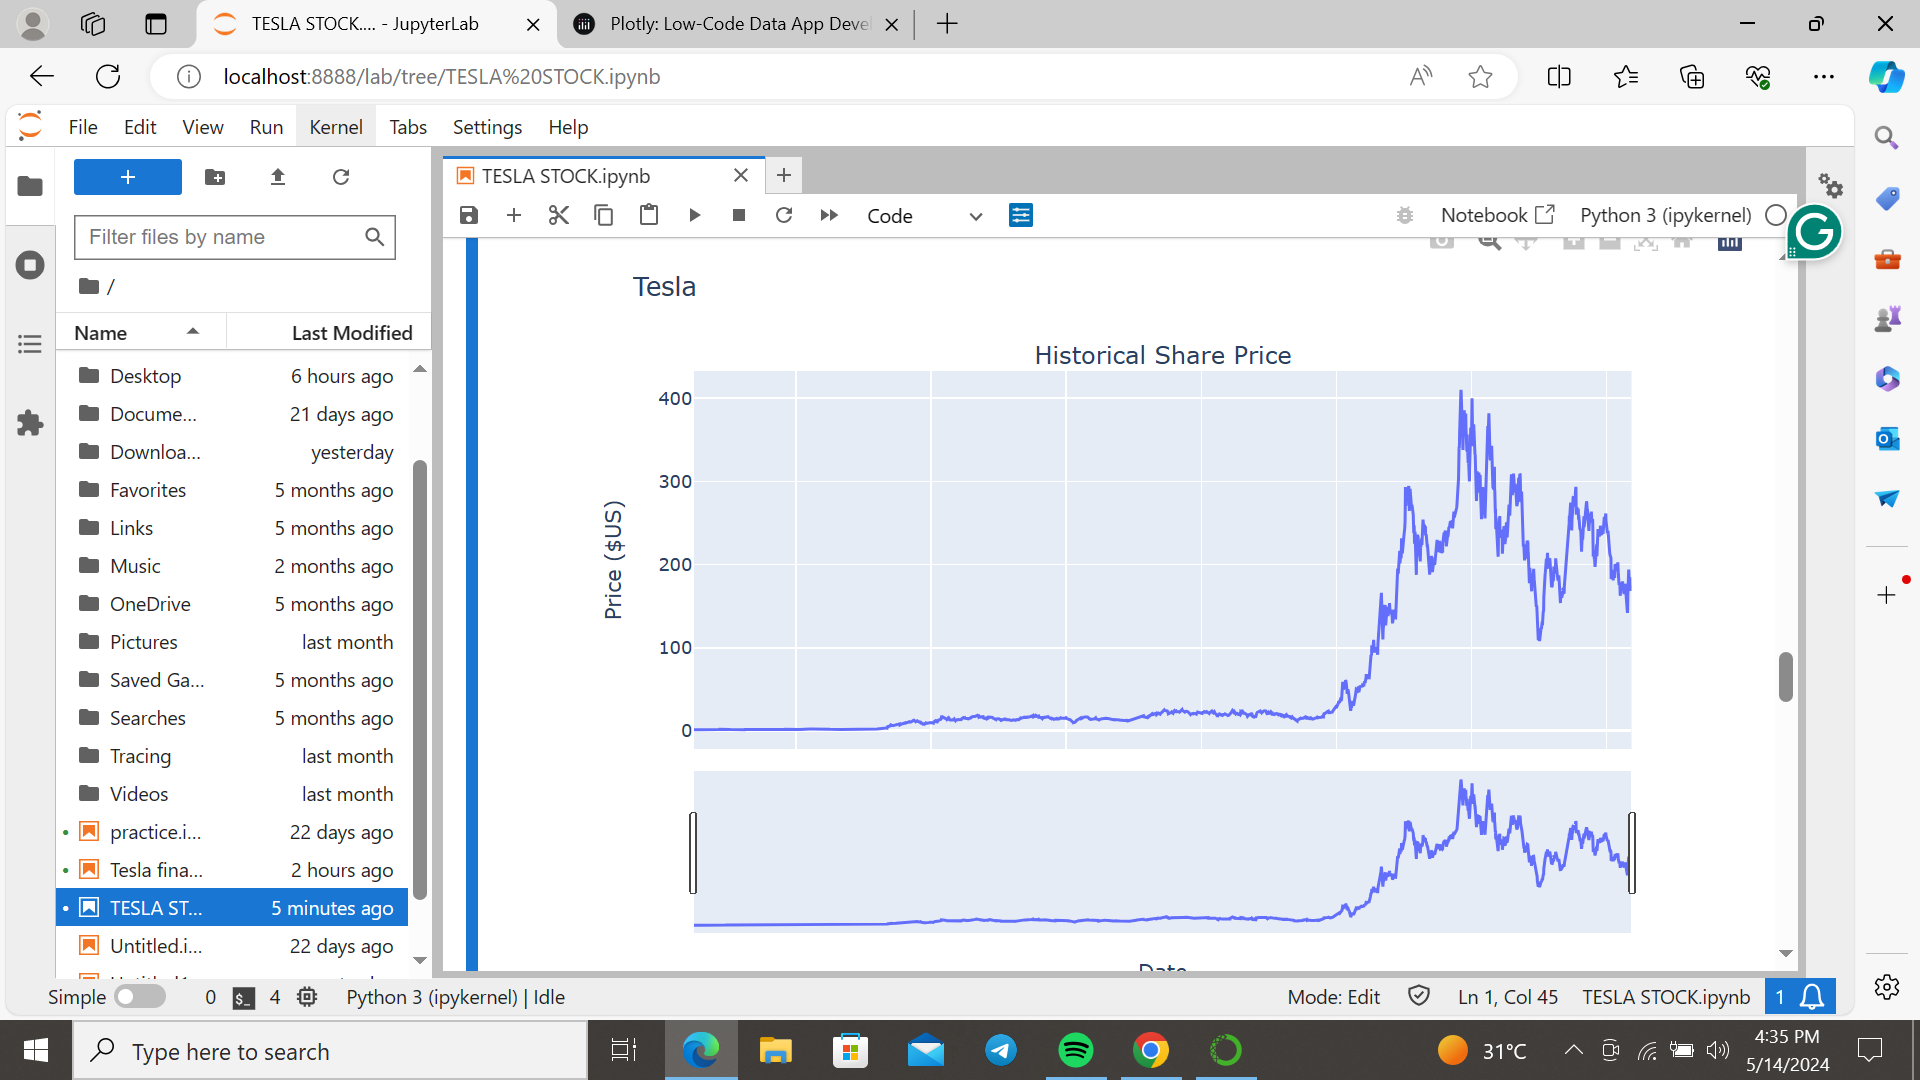 TESLA STOCK.... - JupyterLab
Plotly: Low-Code Data App Deve
localhost:8888/lab/tree/TESLA%20STOCK.ipynb
File Edit View Run Kernel Tabs Settings Help
TESLA STOCK.ipynb
Filter files by name
Code
Notebook
Python 3 (ipykernel)
/
Name Last Modified
Desktop 6 hours ago
Docume... 21 days ago
Downloa... yesterday
Favorites 5 months ago
Links 5 months ago
Music 2 months ago
OneDrive 5 months ago
Pictures last month
Saved Ga... 5 months ago
Searches 5 months ago
Tracing last month
Videos last month
practice.i... 22 days ago
Tesla fina... 2 hours ago
TESLA ST... 5 minutes ago
Untitled.i... 22 days ago
Tesla
Historical Share Price
Price ($US)
400
300
200
100
0
Date
Simple 0 $_ 4 Python 3 (ipykernel) | Idle
Mode: Edit Ln 1, Col 45 TESLA STOCK.ipynb 1
Type here to search
31°C
4:35 PM
5/14/2024